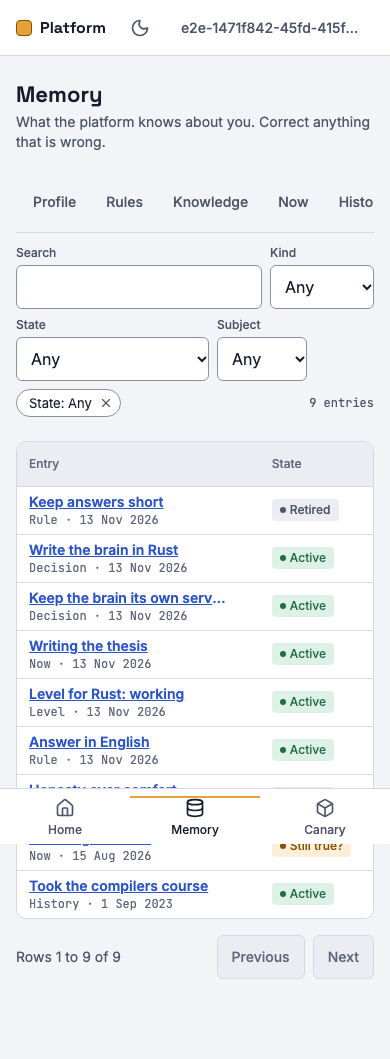 Platform
e2e-1471f842-45fd-415f...
Memory
What the platform knows about you. Correct anything
that is wrong.
Profile Rules Knowledge Now Histo
Search Kind
Any
State Subject
Any Any
State: Any × 9 entries
Entry State
Keep answers short
Rule · 13 Nov 2026
Retired
Write the brain in Rust
Decision · 13 Nov 2026
Active
Keep the brain its own serv...
Decision · 13 Nov 2026
Active
Writing the thesis
Now · 13 Nov 2026
Active
Level for Rust: working
Level · 13 Nov 2026
Active
Answer in English
Rule · 13 Nov 2026
Active
Home Memory Canary
Now · 15 Aug 2026
Still true?
Took the compilers course
History · 1 Sep 2023
Active
Rows 1 to 9 of 9 Previous Next